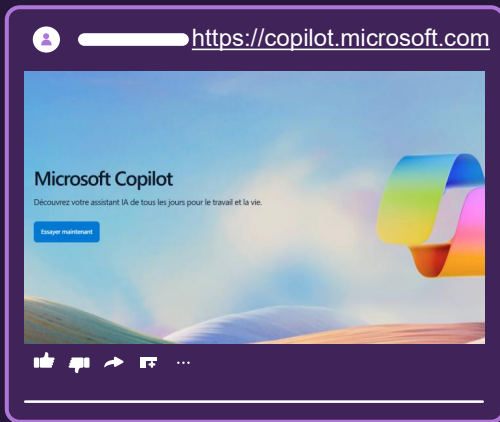 https://copilot.microsoft.com
Microsoft Copilot
Découvrez votre assistant IA de tous les jours pour le travail et la vie.
Essayer maintenant